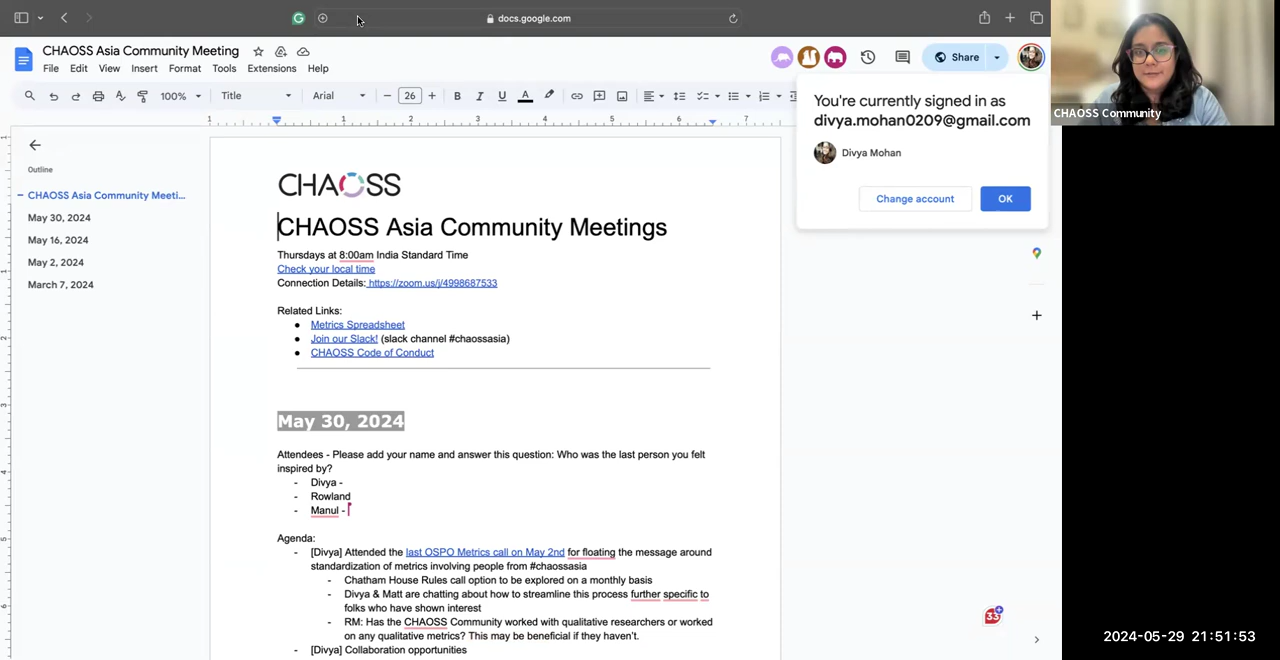 docs.google.com
CHAOSS Asia Community Meeting
File Edit View Insert Format Tools Extensions Help
Share
100% Title Arial 26
You're currently signed in as
divya.mohan0209@gmail.com
Divya Mohan
Change account OK
CHAOSS Community
1 1 2 3 4 5 6 7
Outline
CHAOSS Asia Community Meeti...
May 30, 2024
May 16, 2024
May 2, 2024
March 7, 2024
CHAOSS
CHAOSS Asia Community Meetings
Thursdays at 8:00am India Standard Time
Check your local time
Connection Details: https://zoom.us/j/4998687533
Related Links:
● Metrics Spreadsheet
● Join our Slack! (slack channel #chaossasia)
● CHAOSS Code of Conduct
May 30, 2024
Attendees - Please add your name and answer this question: Who was the last person you felt
inspired by?
- Divya -
- Rowland
- Manul -
Agenda:
- [Divya] Attended the last OSPO Metrics call on May 2nd for floating the message around
standardization of metrics involving people from #chaossasia
- Chatham House Rules call option to be explored on a monthly basis
- Divya & Matt are chatting about how to streamline this process further specific to
folks who have shown interest
- RM: Has the CHAOSS Community worked with qualitative researchers or worked
on any qualitative metrics? This may be beneficial if they haven't.
- [Divya] Collaboration opportunities
33
2024-05-29 21:51:53